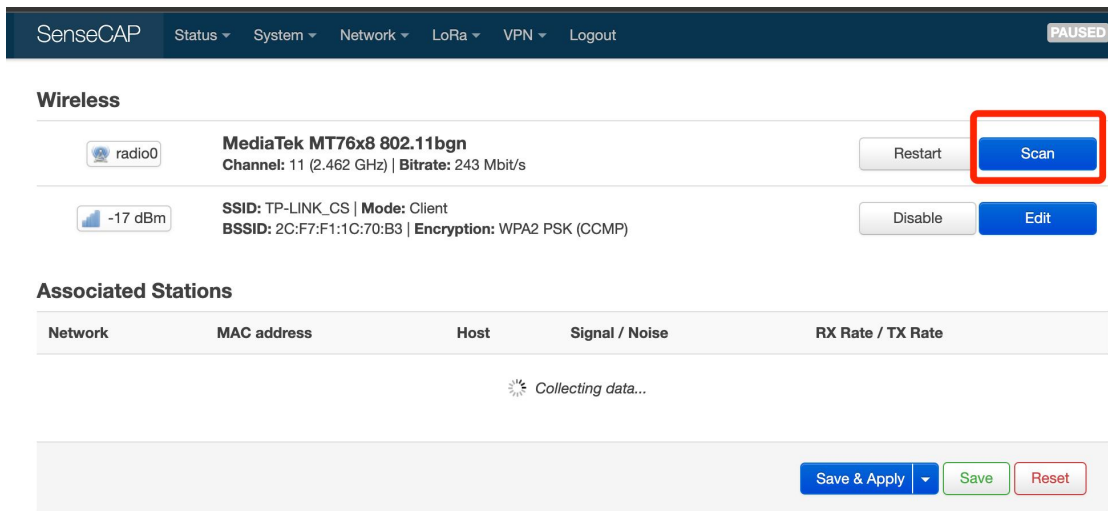 SenseCAP Status System Network LoRa VPN Logout PAUSED
Wireless
radio0 MediaTek MT76x8 802.11bgn Restart Scan
Channel: 11 (2.462 GHz) | Bitrate: 243 Mbit/s
-17 dBm SSID: TP-LINK_CS | Mode: Client Disable Edit
BSSID: 2C:F7:F1:1C:70:B3 | Encryption: WPA2 PSK (CCMP)
Associated Stations
Network MAC address Host Signal / Noise RX Rate / TX Rate
Collecting data...
Save & Apply Save Reset